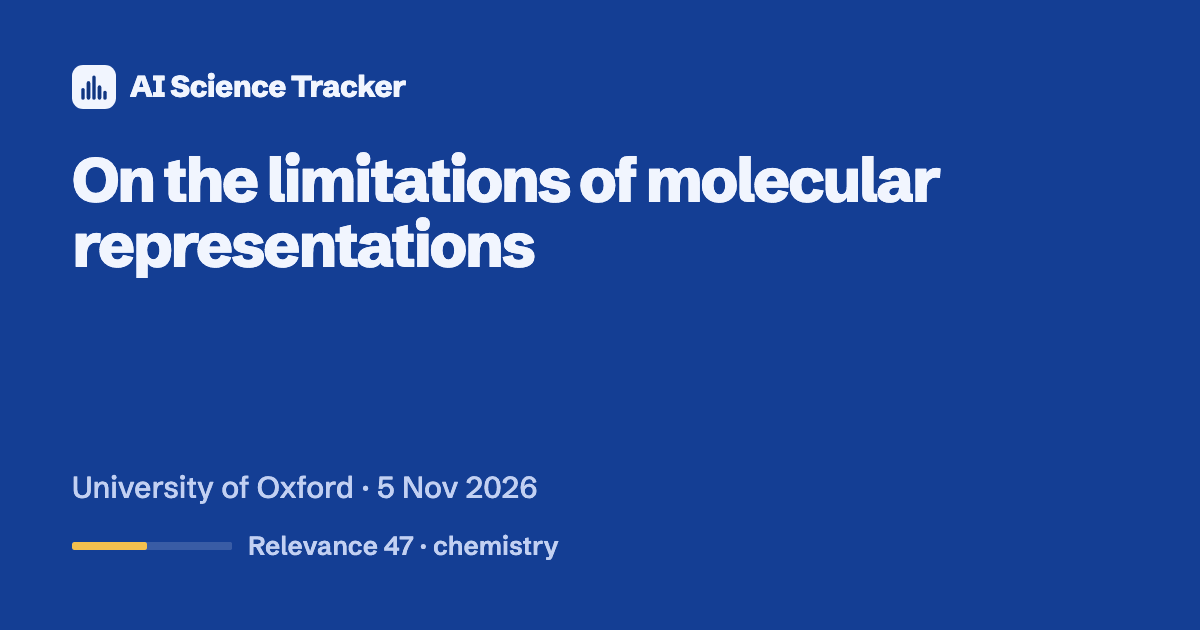 AI Science Tracker
On the limitations of molecular
representations
University of Oxford · 5 Nov 2026
Relevance 47 · chemistry